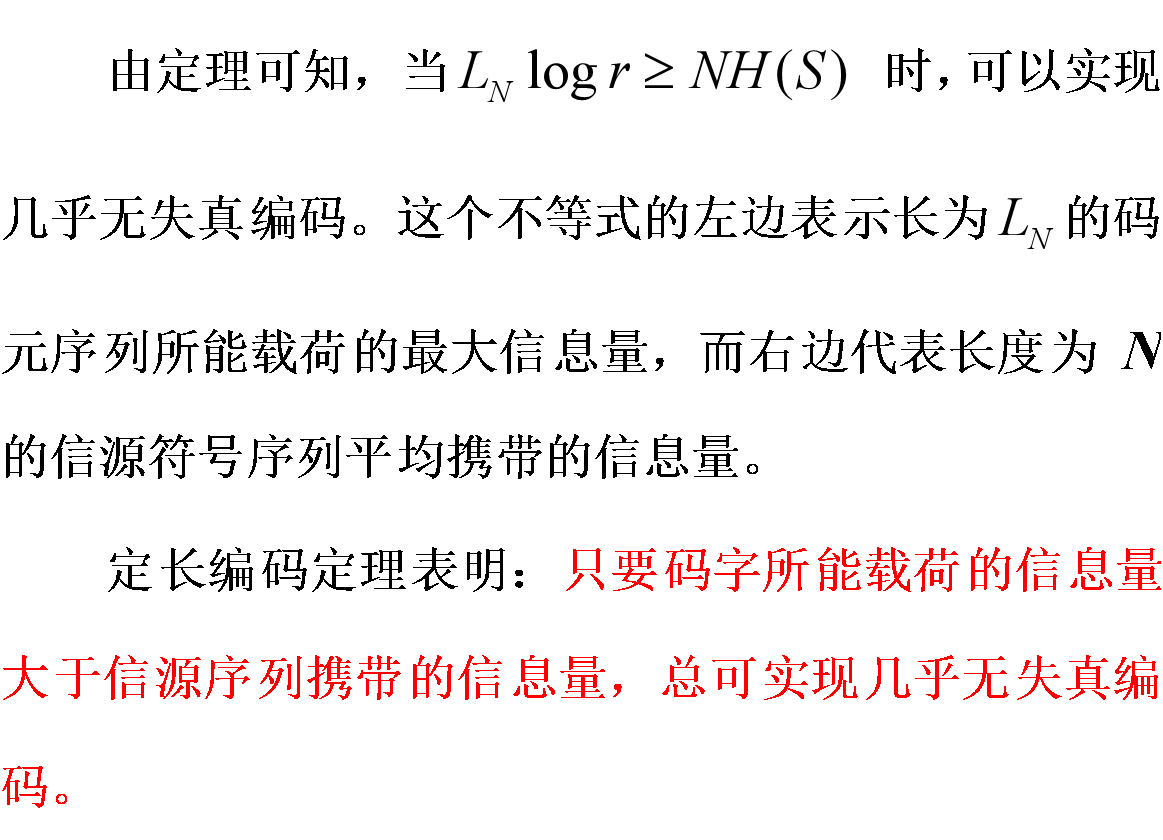 由定理可知，当 L_N log r ≥ NH(S) 时，可以实现
几乎无失真编码。这个不等式的左边表示长为 L_N 的码
元序列所能载荷的最大信息量，而右边代表长度为 N
的信源符号序列平均携带的信息量。
定长编码定理表明：只要码字所能载荷的信息量
大于信源序列携带的信息量，总可实现几乎无失真编
码。